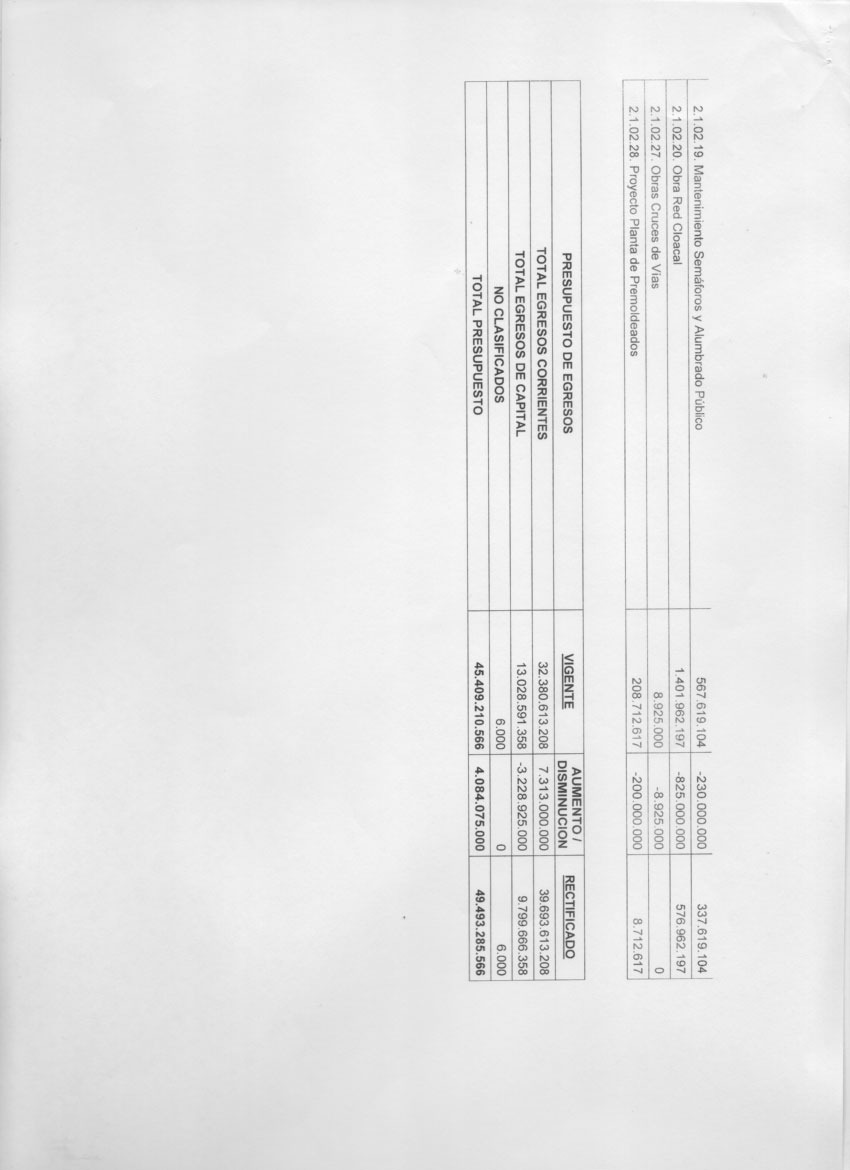 2.1.02.19. Mantenimiento Semáforos y Alumbrado Público 567.619.104 -230.000.000 337.619.104
2.1.02.20. Obra Red Cloacal 1.401.962.197 -825.000.000 576.962.197
2.1.02.27. Obras Cruces de Vías 8.925.000 -8.925.000 0
2.1.02.28. Proyecto Planta de Premoldeados 208.712.617 -200.000.000 8.712.617
PRESUPUESTO DE EGRESOS VIGENTE AUMENTO / DISMINUCION RECTIFICADO
TOTAL EGRESOS CORRIENTES 32.380.613.208 7.313.000.000 39.693.613.208
TOTAL EGRESOS DE CAPITAL 13.028.591.358 -3.228.925.000 9.799.666.358
NO CLASIFICADOS 6.000 0 6.000
TOTAL PRESUPUESTO 45.409.210.566 4.084.075.000 49.493.285.566